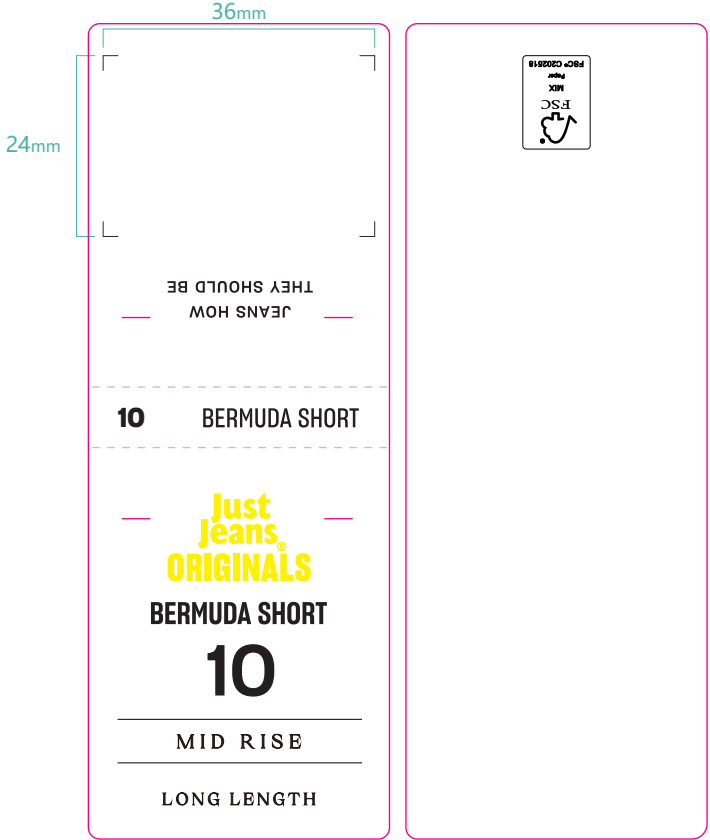 36mm
24mm
FSC® C202518
Paper
MIX
FSC
JEANS HOW
THEY SHOULD BE
10 BERMUDA SHORT
Just
Jeans®
ORIGINALS
BERMUDA SHORT
10
MID RISE
LONG LENGTH